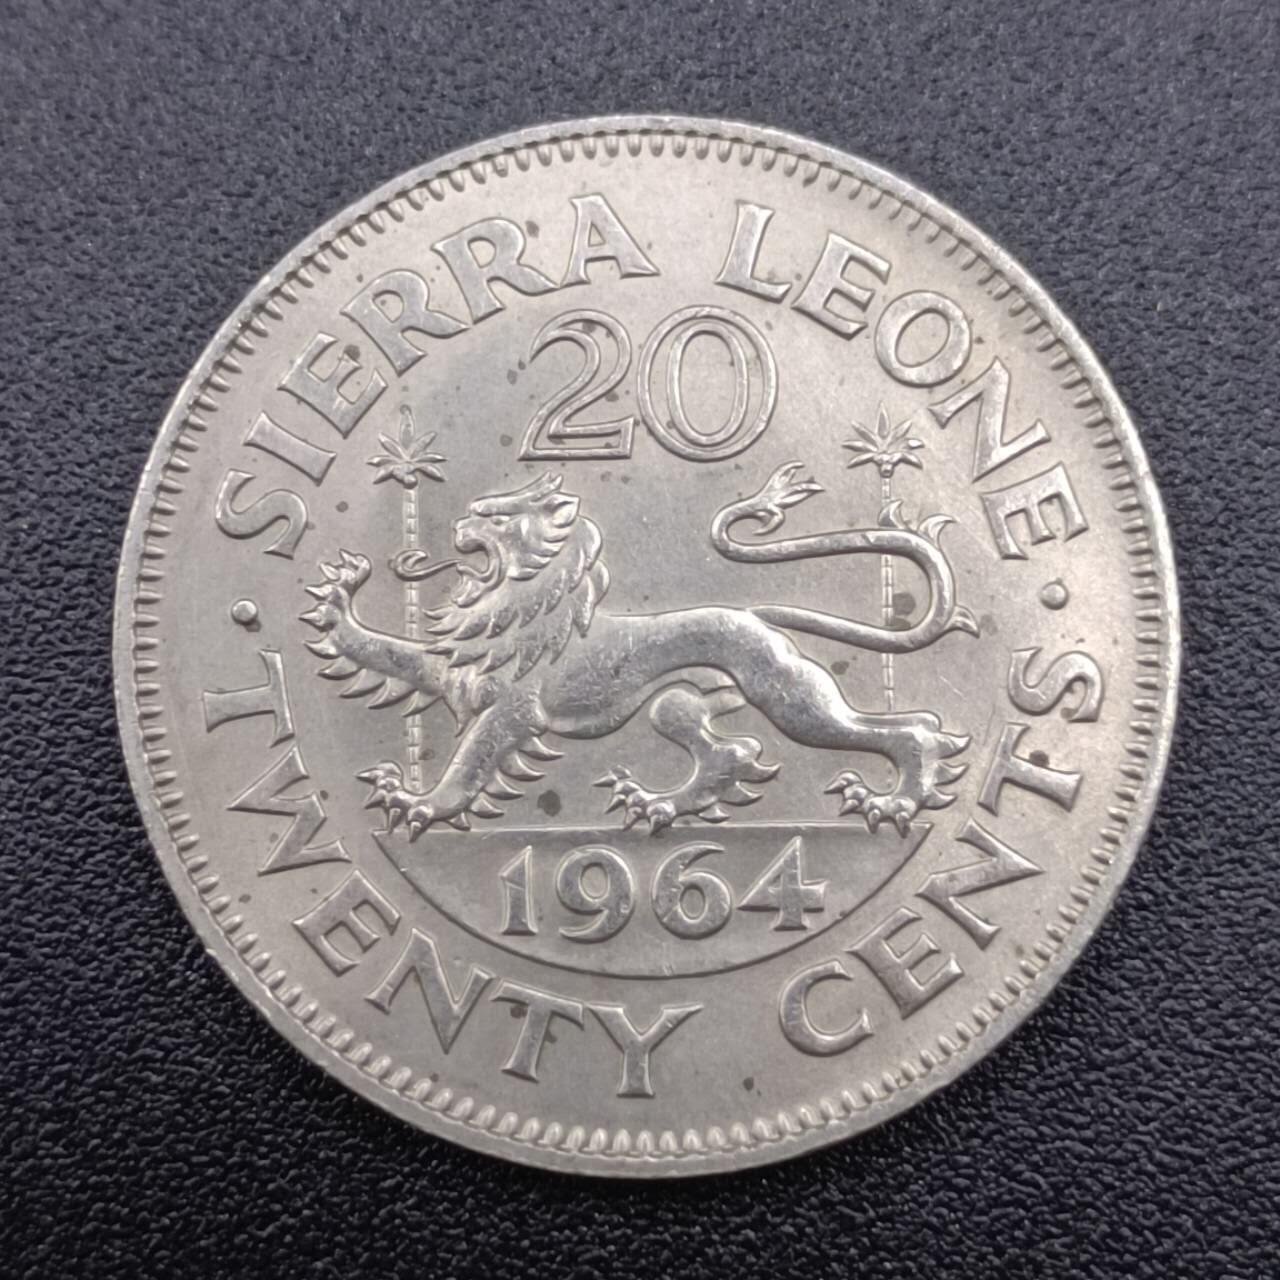 SIERRA LEONE
20
1964
TWENTY CENTS